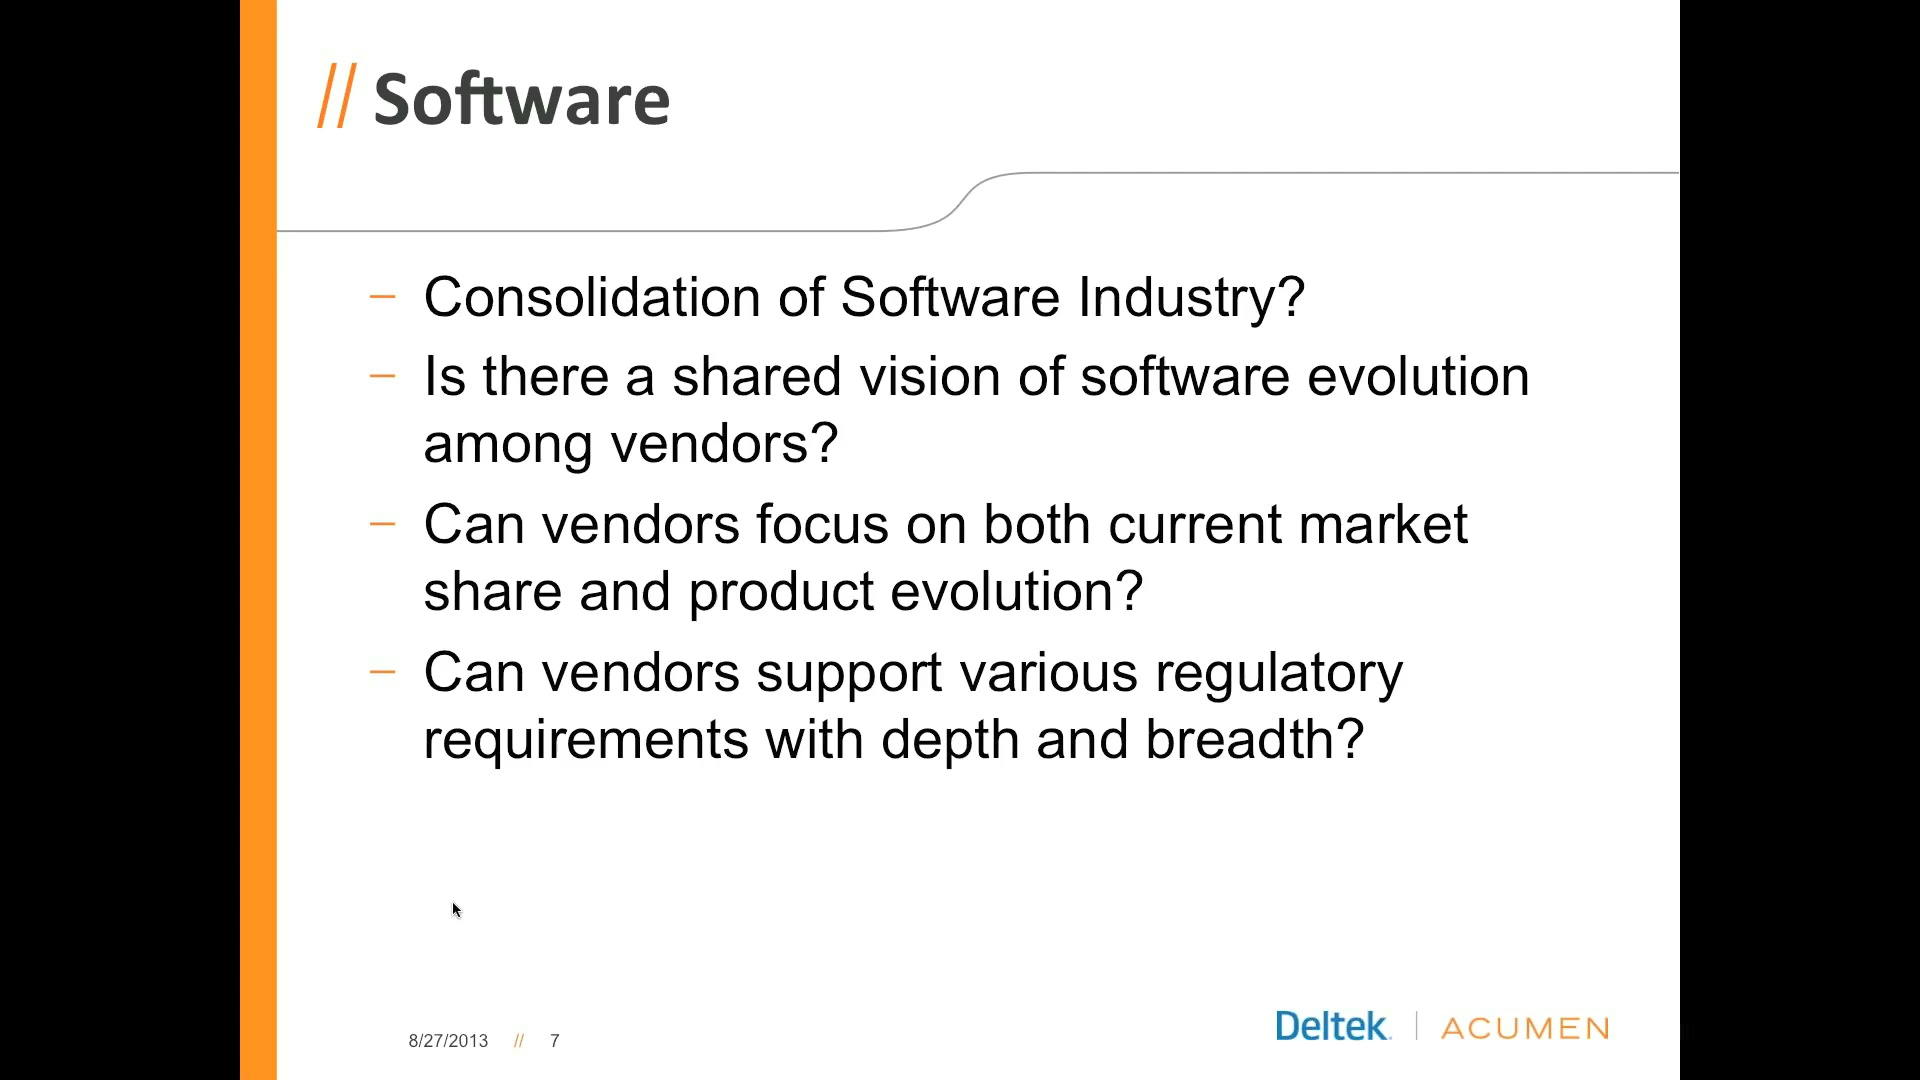 // Software
– Consolidation of Software Industry?
– Is there a shared vision of software evolution
among vendors?
– Can vendors focus on both current market
share and product evolution?
– Can vendors support various regulatory
requirements with depth and breadth?
8/27/2013 // 7
Deltek | ACUMEN